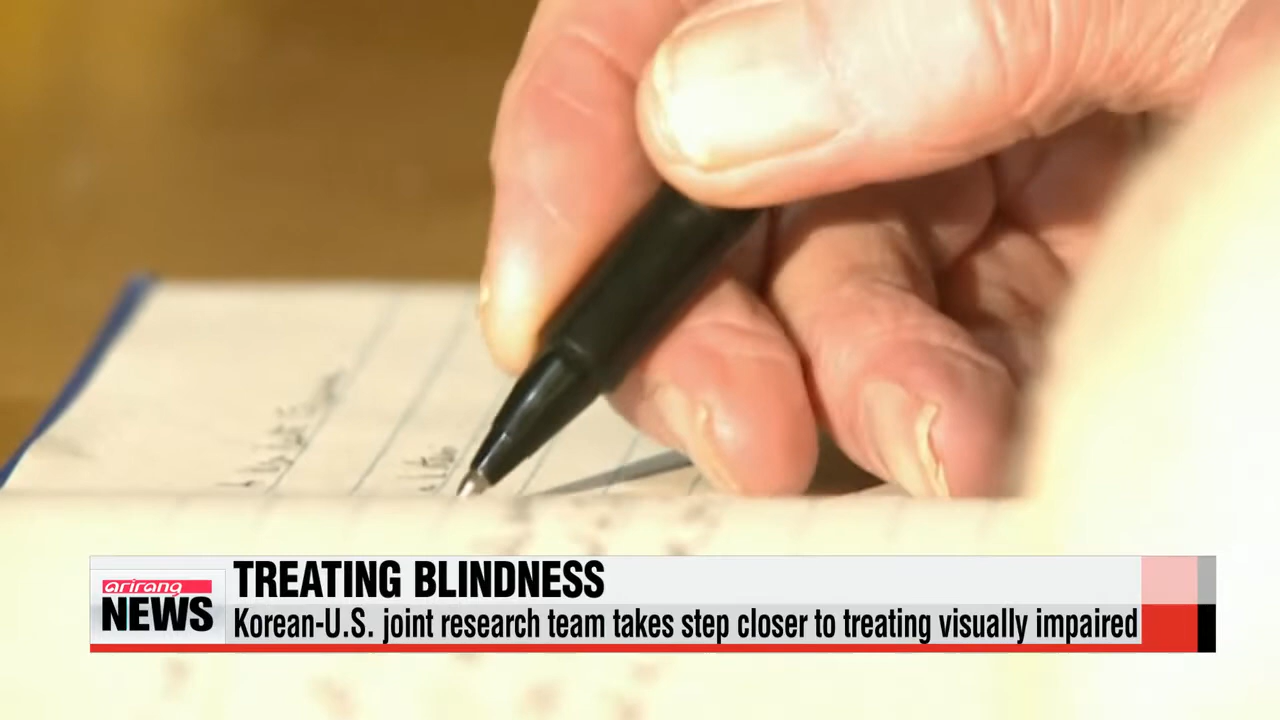 TREATING BLINDNESS
arirang
NEWS
Korean-U.S. joint research team takes step closer to treating visually impaired